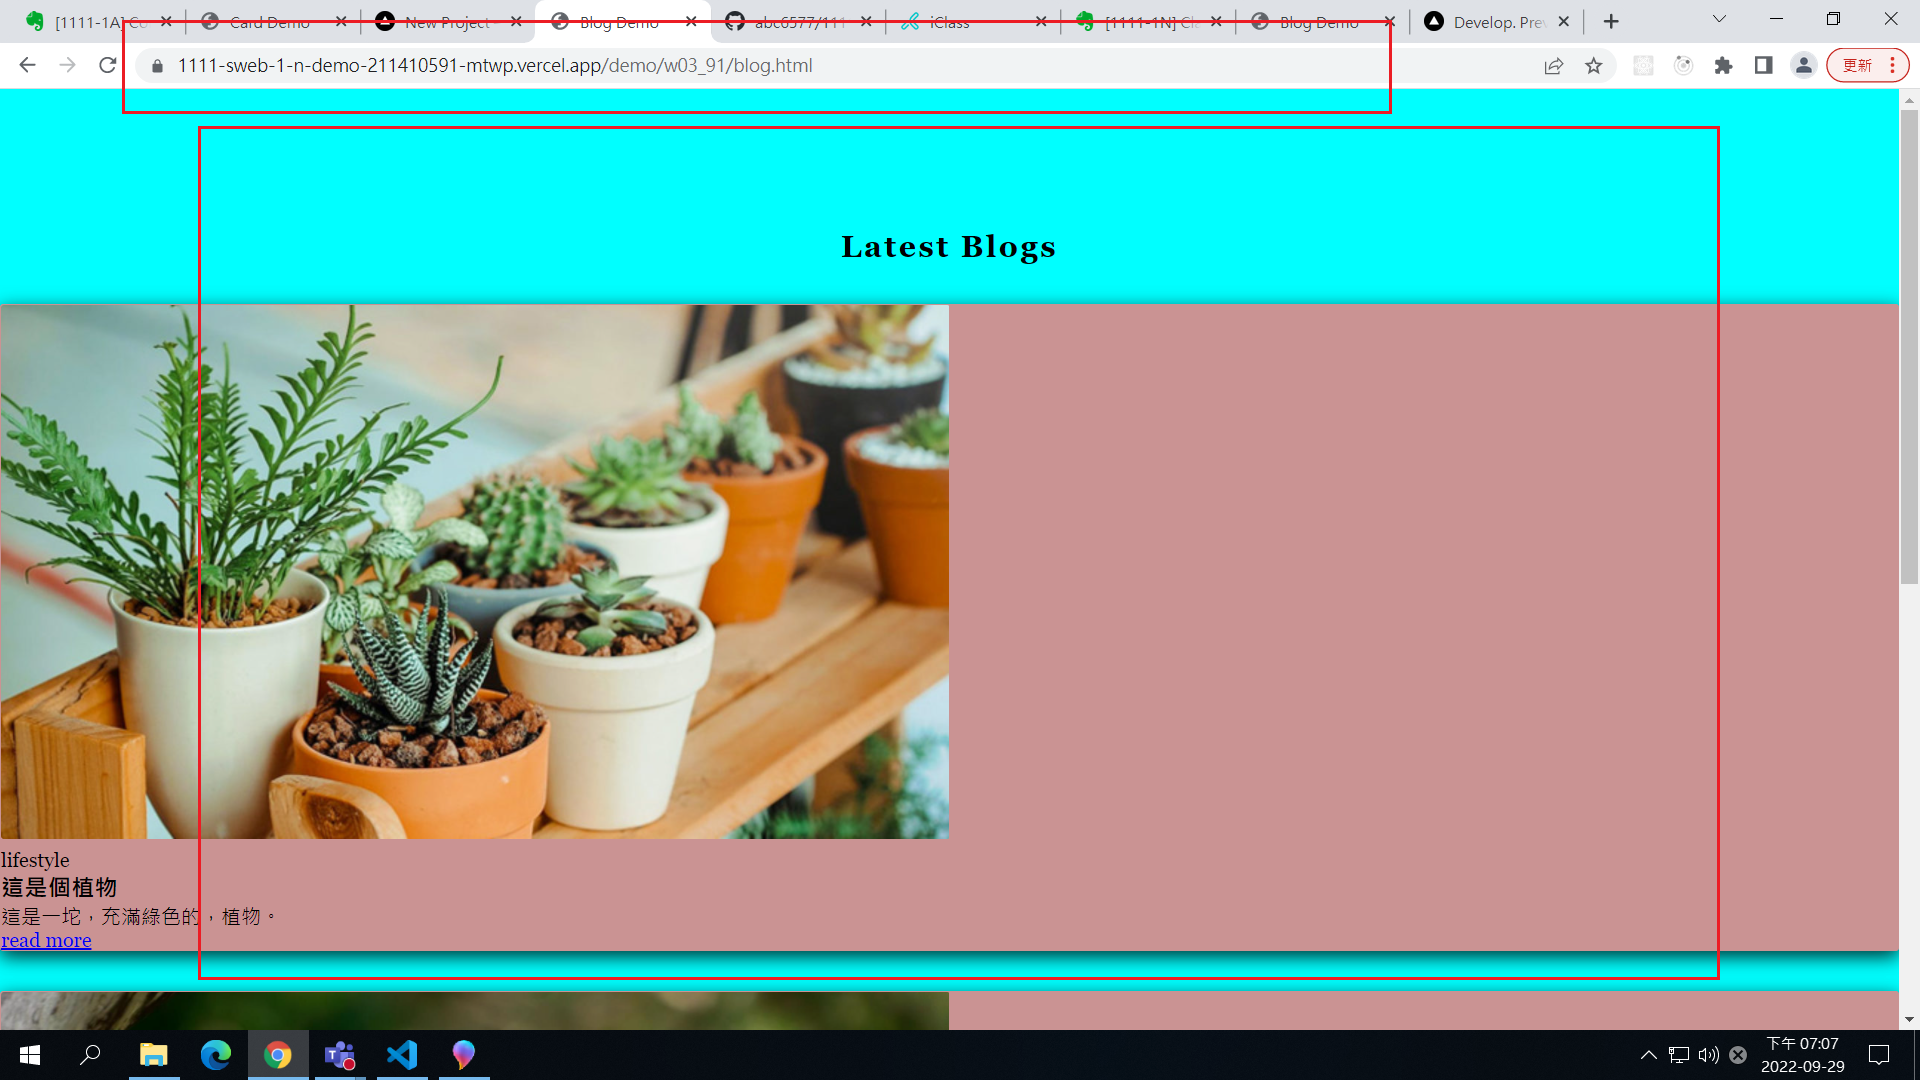 [1111-1A] Co
Card Demo
New Project
Blog Demo
abc6577/111
iClass
[1111-1N] Cl
Blog Demo
Develop. Prev
1111-sweb-1-n-demo-211410591-mtwp.vercel.app/demo/w03_91/blog.html
更新
Latest Blogs
lifestyle
這是個植物
這是一坨，充滿綠色的，植物。
read more
下午 07:07
2022-09-29